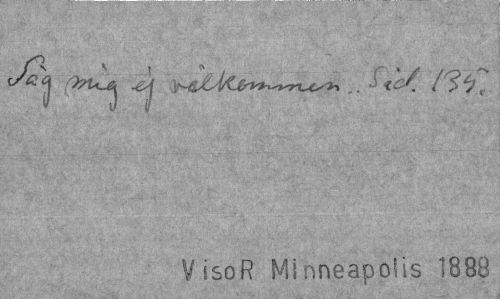 Säg mig ej välkommen.. Sid. 135.
VisoR Minneapolis 1888